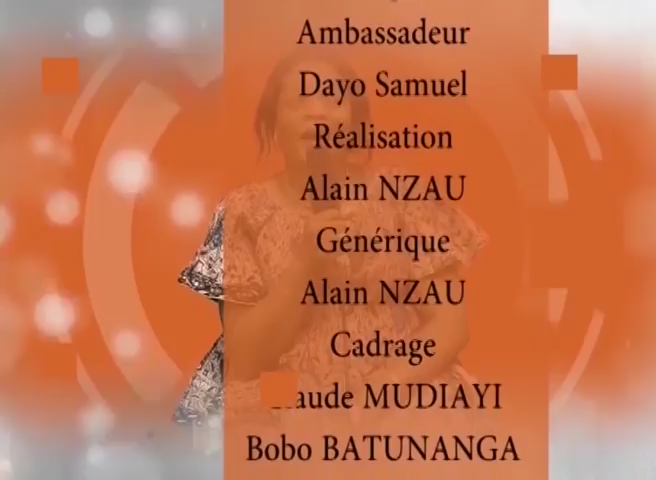 Ambassadeur
Dayo Samuel
Réalisation
Alain NZAU
Générique
Alain NZAU
Cadrage
MUDIAYI
Bobo BATUNANGA